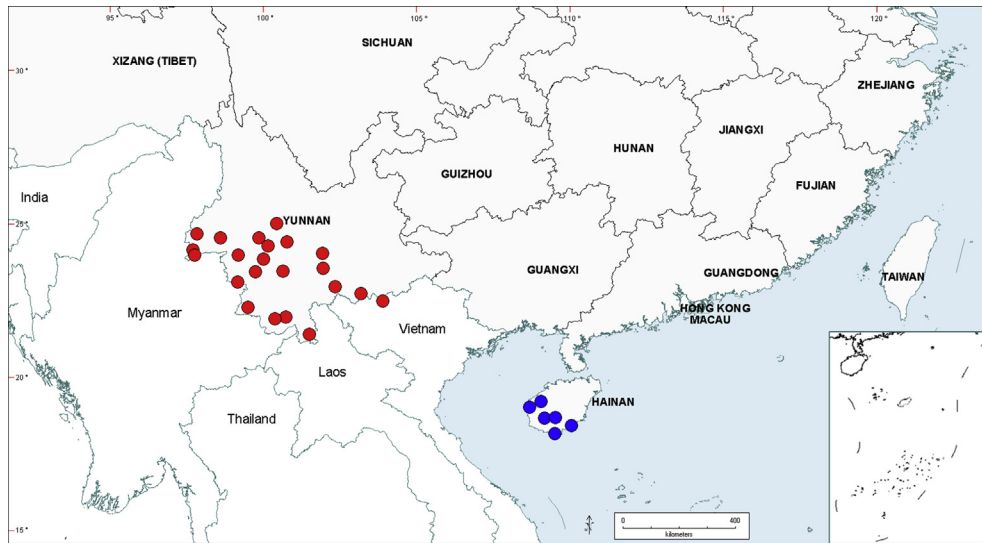 95 °
100 °
105 °
110 °
115 °
120 °
30 °
SICHUAN
XIZANG (TIBET)
ZHEJIANG
JIANGXI
HUNAN
GUIZHOU
FUJIAN
India
25 °
YUNNAN
GUANGXI
GUANGDONG
TAIWAN
HONG KONG
MACAU
Myanmar
Vietnam
20 °
Laos
HAINAN
Thailand
15 °
0
400
kilometers